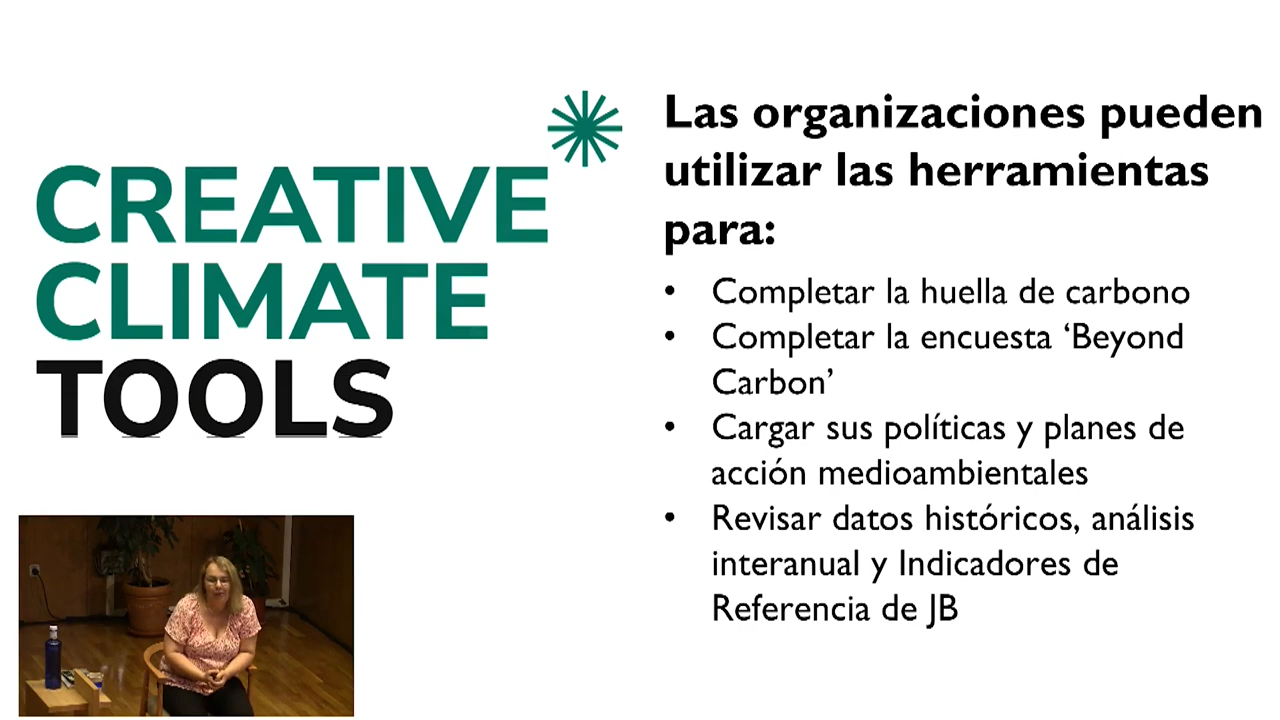 CREATIVE
CLIMATE
TOOLS
Las organizaciones pueden
utilizar las herramientas
para:
• Completar la huella de carbono
• Completar la encuesta ‘Beyond
Carbon’
• Cargar sus políticas y planes de
acción medioambientales
• Revisar datos históricos, análisis
interanual y Indicadores de
Referencia de JB